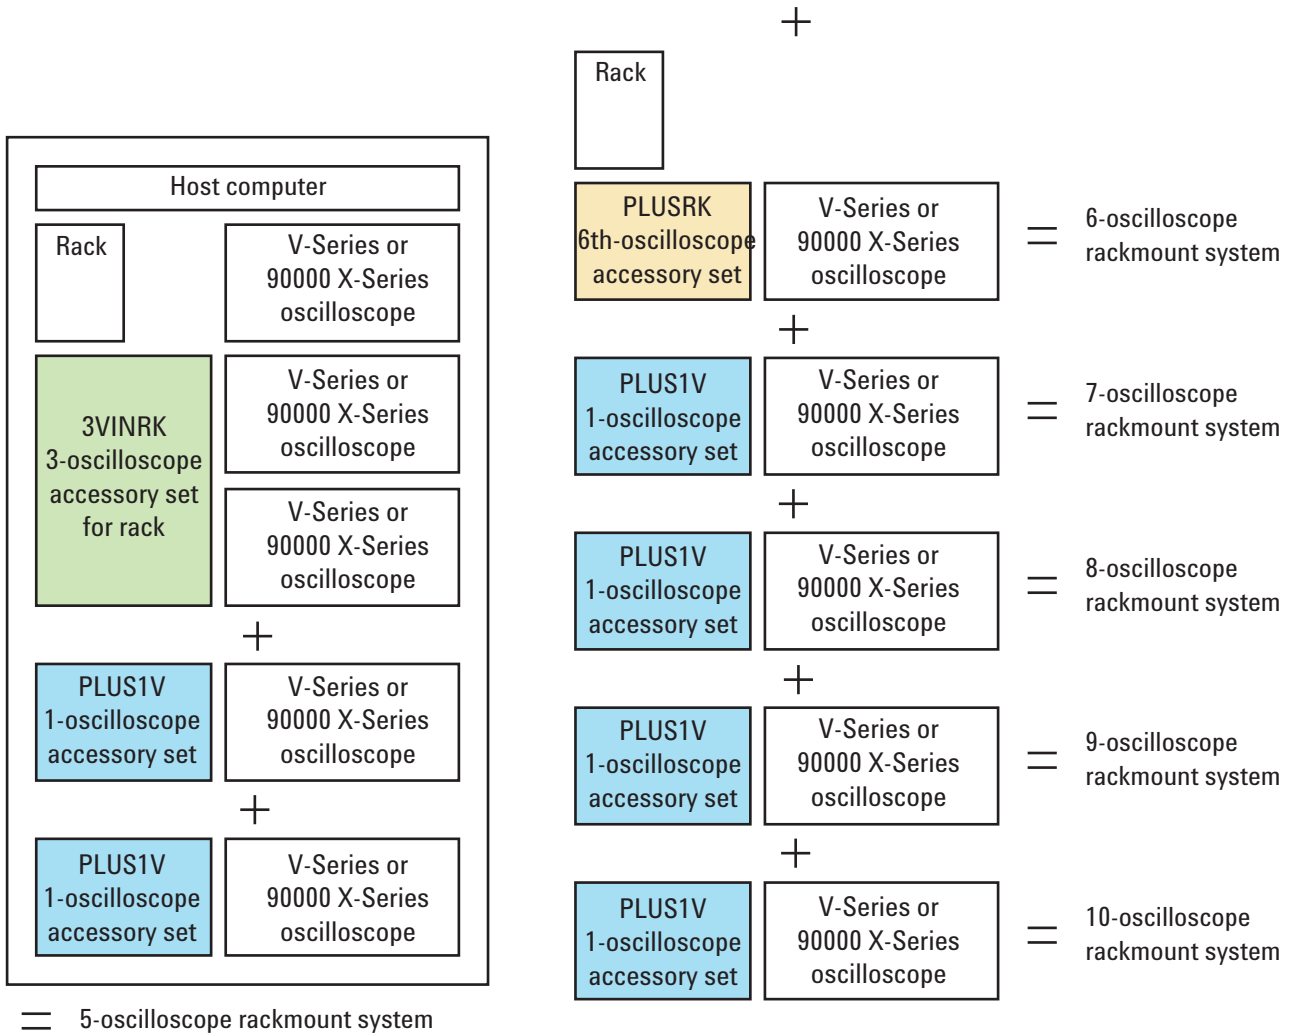 Host computer
Rack
V-Series or
90000 X-Series
oscilloscope
3VINRK
3-oscilloscope
accessory set
for rack
V-Series or
90000 X-Series
oscilloscope
V-Series or
90000 X-Series
oscilloscope
+
PLUS1V
1-oscilloscope
accessory set
V-Series or
90000 X-Series
oscilloscope
+
PLUS1V
1-oscilloscope
accessory set
V-Series or
90000 X-Series
oscilloscope
= 5-oscilloscope rackmount system
+
Rack
PLUSRK
6th-oscilloscope
accessory set
V-Series or
90000 X-Series
oscilloscope
=
6-oscilloscope
rackmount system
+
PLUS1V
1-oscilloscope
accessory set
V-Series or
90000 X-Series
oscilloscope
=
7-oscilloscope
rackmount system
+
PLUS1V
1-oscilloscope
accessory set
V-Series or
90000 X-Series
oscilloscope
=
8-oscilloscope
rackmount system
+
PLUS1V
1-oscilloscope
accessory set
V-Series or
90000 X-Series
oscilloscope
=
9-oscilloscope
rackmount system
+
PLUS1V
1-oscilloscope
accessory set
V-Series or
90000 X-Series
oscilloscope
=
10-oscilloscope
rackmount system